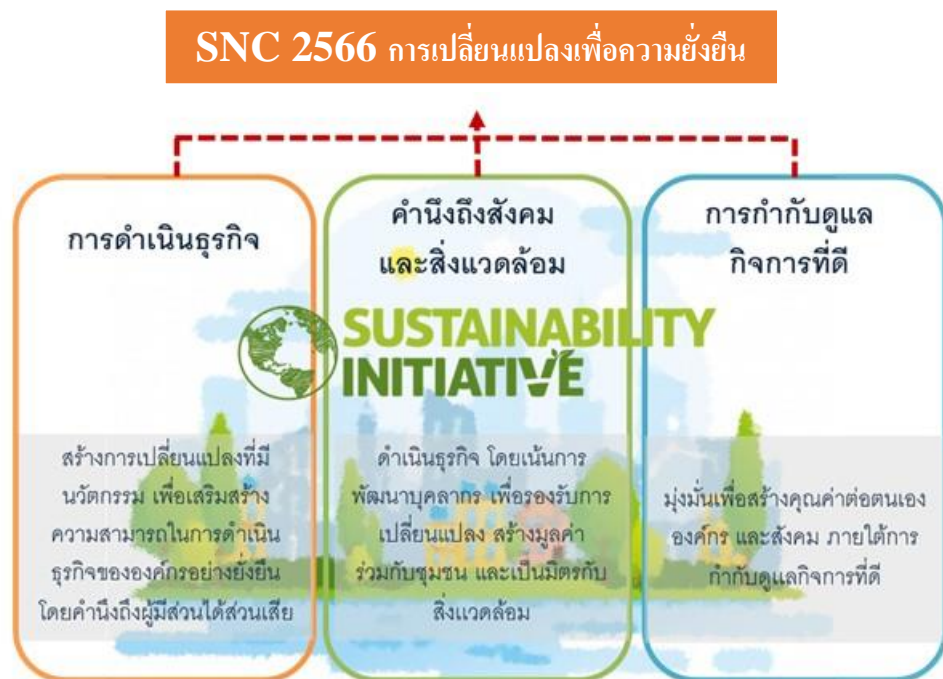 SNC 2566 การเปลี่ยนแปลงเพื่อความยั่งยืน
การดำเนินธุรกิจ
สร้างการเปลี่ยนแปลงที่มี
นวัตกรรม เพื่อเสริมสร้าง
ความสามารถในการดำเนิน
ธุรกิจขององค์กรอย่างยั่งยืน
โดยคำนึงถึงผู้มีส่วนได้ส่วนเสีย
คำนึงถึงสังคม
และสิ่งแวดล้อม
SUSTAINABILITY
INITIATIVE
ดำเนินธุรกิจ โดยเน้นการ
พัฒนาบุคลากร เพื่อรองรับการ
เปลี่ยนแปลง สร้างมูลค่า
ร่วมกับชุมชน และเป็นมิตรกับ
สิ่งแวดล้อม
การกำกับดูแล
กิจการที่ดี
มุ่งมั่นเพื่อสร้างคุณค่าต่อตนเอง
องค์กร และสังคม ภายใต้การ
กำกับดูแลกิจการที่ดี